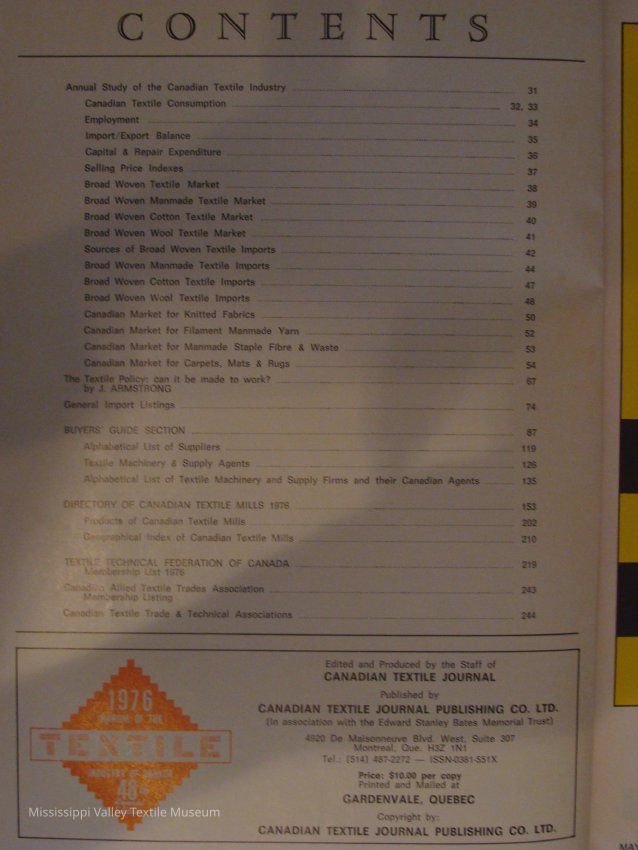 CONTENTS
Annual Study of the Canadian Textile Industry 31
Canadian Textile Consumption 32, 33
Employment 34
Import/Export Balance 35
Capital & Repair Expenditure 36
Selling Price Indexes 37
Broad Woven Textile Market 38
Broad Woven Manmade Textile Market 39
Broad Woven Cotton Textile Market 40
Broad Woven Wool Textile Market 41
Sources of Broad Woven Textile Imports 42
Broad Woven Manmade Textile Imports 44
Broad Woven Cotton Textile Imports 47
Broad Woven Wool Textile Imports 48
Canadian Market for Knitted Fabrics 50
Canadian Market for Filament Manmade Yarn 52
Canadian Market for Manmade Staple Fibre & Waste 53
Canadian Market for Carpets, Mats & Rugs 54
The Textile Policy: can it be made to work? 67
by J. ARMSTRONG
General Import Listings 74
BUYERS' GUIDE SECTION 87
Alphabetical List of Suppliers 119
Textile Machinery & Supply Agents 126
Alphabetical List of Textile Machinery and Supply Firms and their Canadian Agents 135
DIRECTORY OF CANADIAN TEXTILE MILLS 1976 153
Products of Canadian Textile Mills 202
Geographical Index of Canadian Textile Mills 210
TEXTILE TECHNICAL FEDERATION OF CANADA 219
Membership List 1976
Canadian Allied Textile Trades Association 243
Membership Listing
Canadian Textile Trade & Technical Associations 244
1976
MANUAL OF THE
TEXTILE
INDUSTRY OF CANADA
48th
Edited and Produced by the Staff of
CANADIAN TEXTILE JOURNAL
Published by
CANADIAN TEXTILE JOURNAL PUBLISHING CO. LTD.
(In association with the Edward Stanley Bates Memorial Trust)
4920 De Maisonneuve Blvd. West, Suite 307
Montreal, Que. H3Z 1N1
Tel.: (514) 487-2272 — ISSN-0381-551X
Price: $10.00 per copy
Printed and Mailed at
GARDENVALE, QUEBEC
Copyright by:
CANADIAN TEXTILE JOURNAL PUBLISHING CO. LTD.
Mississippi Valley Textile Museum